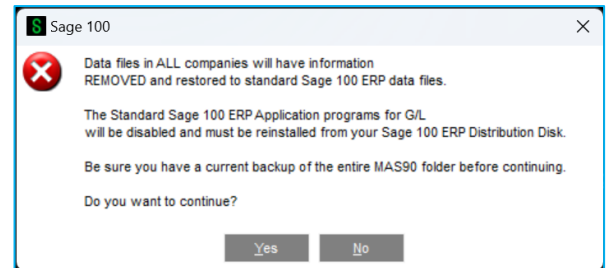 S Sage 100
Data files in ALL companies will have information
REMOVED and restored to standard Sage 100 ERP data files.
The Standard Sage 100 ERP Application programs for G/L
will be disabled and must be reinstalled from your Sage 100 ERP Distribution Disk.
Be sure you have a current backup of the entire MAS90 folder before continuing.
Do you want to continue?
Yes No